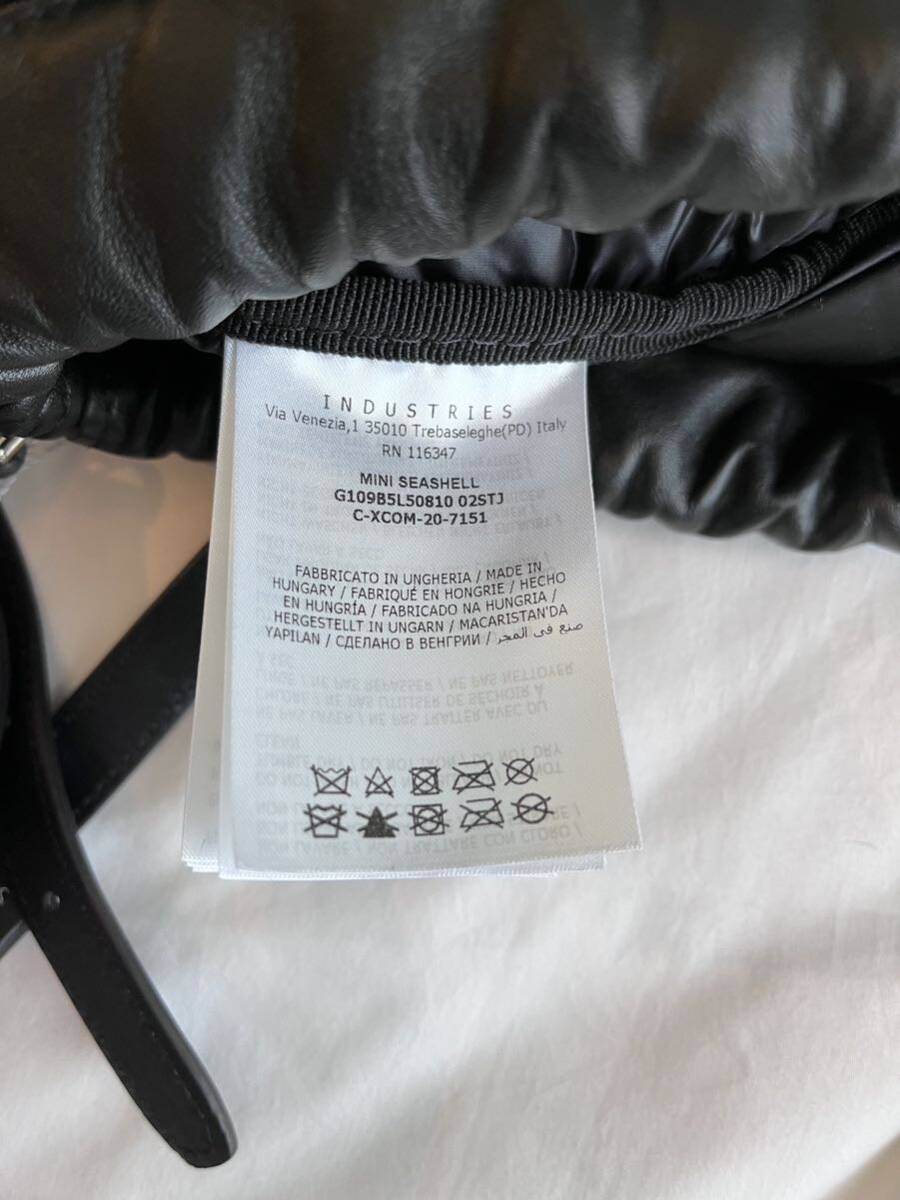 INDUSTRIES
Via Venezia,1 35010 Trebaseleghe(PD) Italy
RN 116347
MINI SEASHELL
G109B5L50810 02STJ
C-XCOM-20-7151
FABBRICATO IN UNGHERIA / MADE IN
HUNGARY / FABRIQUÉ EN HONGRIE / HECHO
EN HUNGRÍA / FABRICADO NA HUNGRIA /
HERGESTELLT IN UNGARN / MACARISTAN'DA
YAPILAN / СДЕЛАНО В ВЕНГРИИ / صنع في المجر